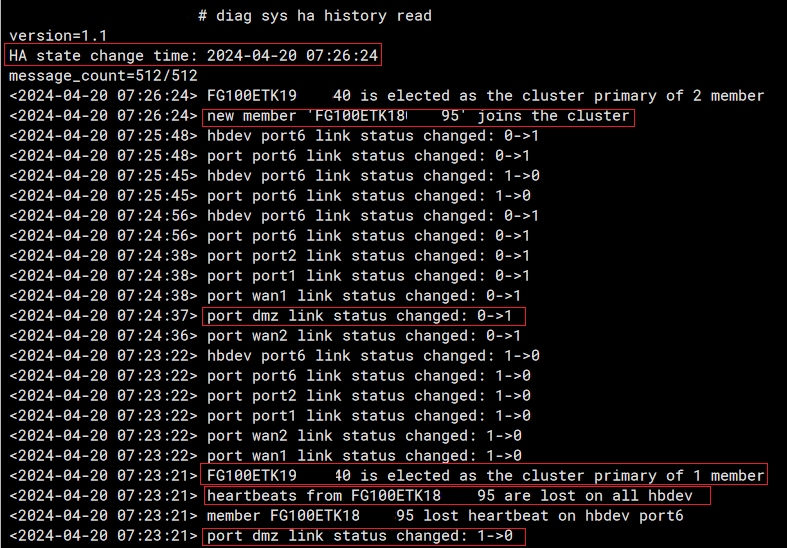 # diag sys ha history read
version=1.1
HA state change time: 2024-04-20 07:26:24
message_count=512/512
<2024-04-20 07:26:24> FG100ETK19 40 is elected as the cluster primary of 2 member
<2024-04-20 07:26:24> new member 'FG100ETK18 95' joins the cluster
<2024-04-20 07:25:48> hbdev port6 link status changed: 0->1
<2024-04-20 07:25:48> port port6 link status changed: 0->1
<2024-04-20 07:25:45> hbdev port6 link status changed: 1->0
<2024-04-20 07:25:45> port port6 link status changed: 1->0
<2024-04-20 07:24:56> hbdev port6 link status changed: 0->1
<2024-04-20 07:24:56> port port6 link status changed: 0->1
<2024-04-20 07:24:38> port port2 link status changed: 0->1
<2024-04-20 07:24:38> port port1 link status changed: 0->1
<2024-04-20 07:24:38> port wan1 link status changed: 0->1
<2024-04-20 07:24:37> port dmz link status changed: 0->1
<2024-04-20 07:24:36> port wan2 link status changed: 0->1
<2024-04-20 07:23:22> hbdev port6 link status changed: 1->0
<2024-04-20 07:23:22> port port6 link status changed: 1->0
<2024-04-20 07:23:22> port port2 link status changed: 1->0
<2024-04-20 07:23:22> port port1 link status changed: 1->0
<2024-04-20 07:23:22> port wan2 link status changed: 1->0
<2024-04-20 07:23:22> port wan1 link status changed: 1->0
<2024-04-20 07:23:21> FG100ETK19 40 is elected as the cluster primary of 1 member
<2024-04-20 07:23:21> heartbeats from FG100ETK18 95 are lost on all hbdev
<2024-04-20 07:23:21> member FG100ETK18 95 lost heartbeat on hbdev port6
<2024-04-20 07:23:21> port dmz link status changed: 1->0